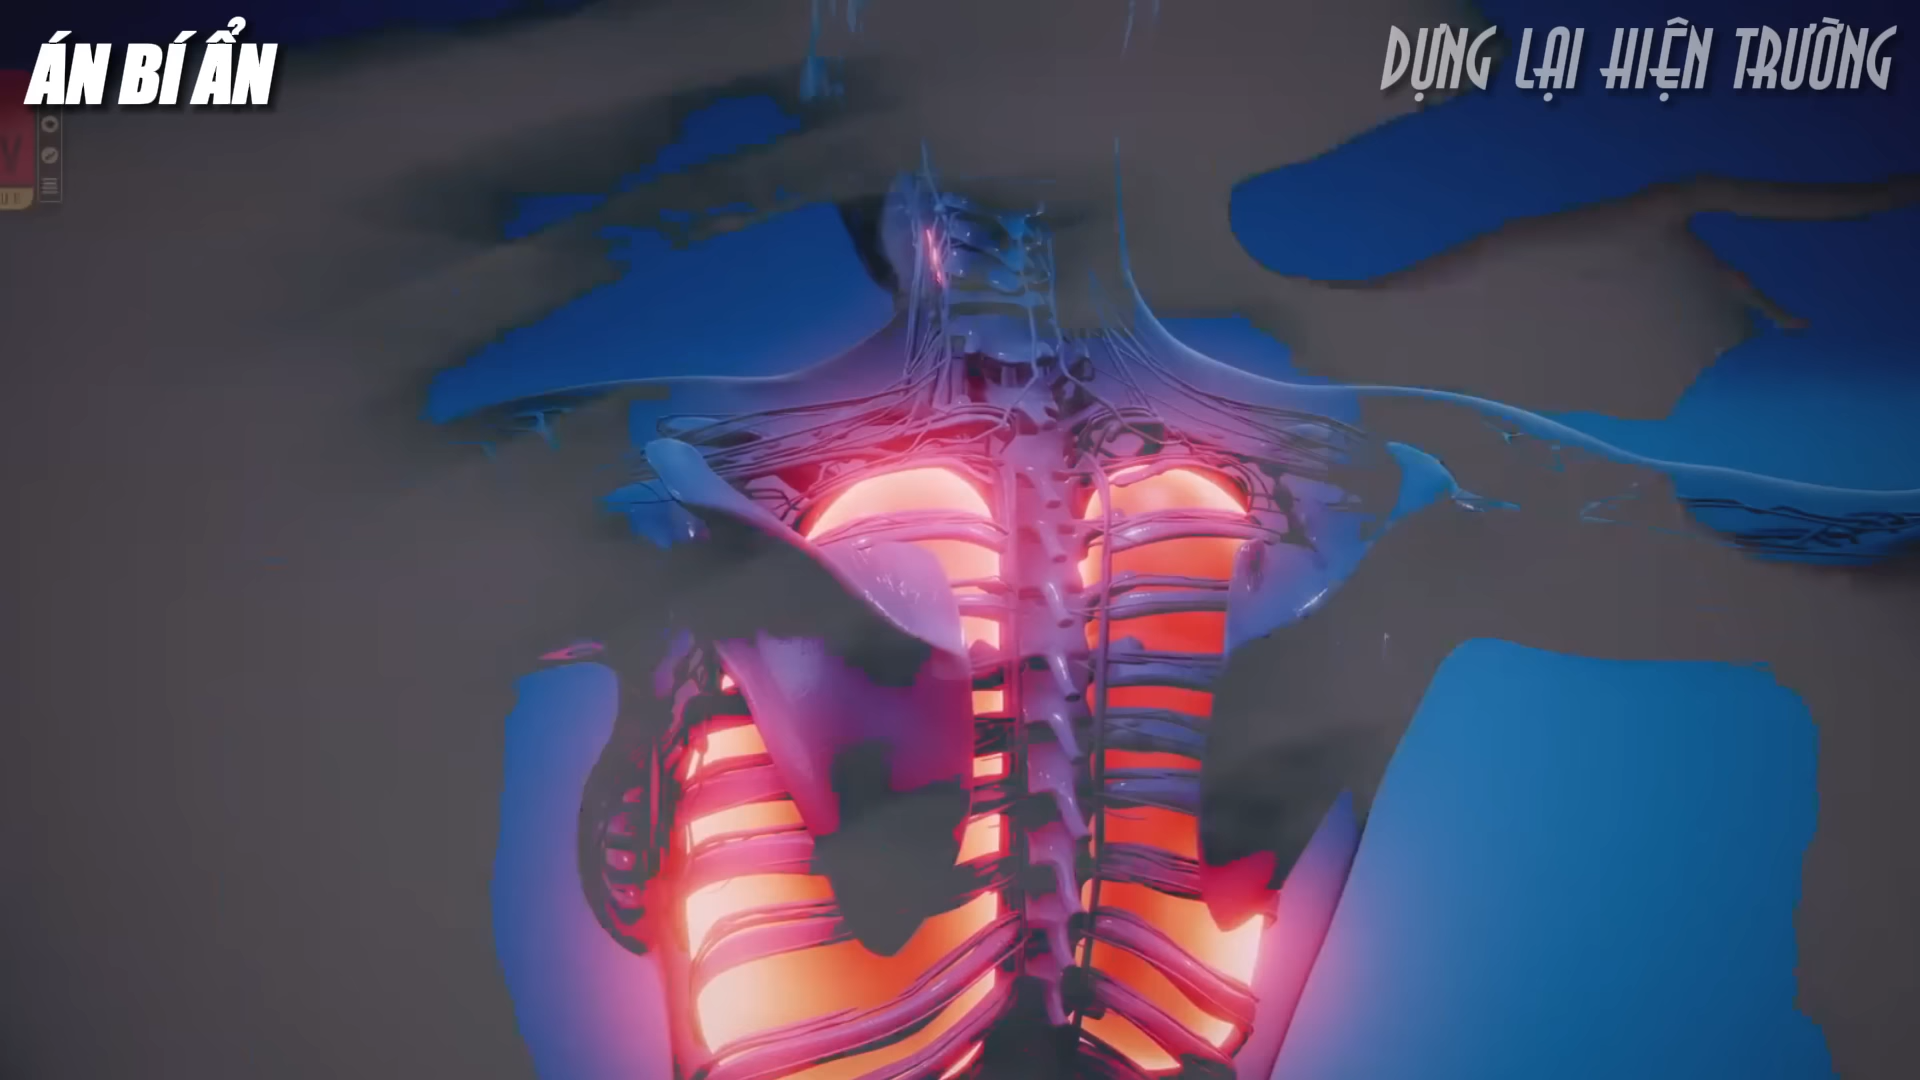 ÁN BÍ ẨN
DỰNG LẠI HIỆN TRƯỜNG